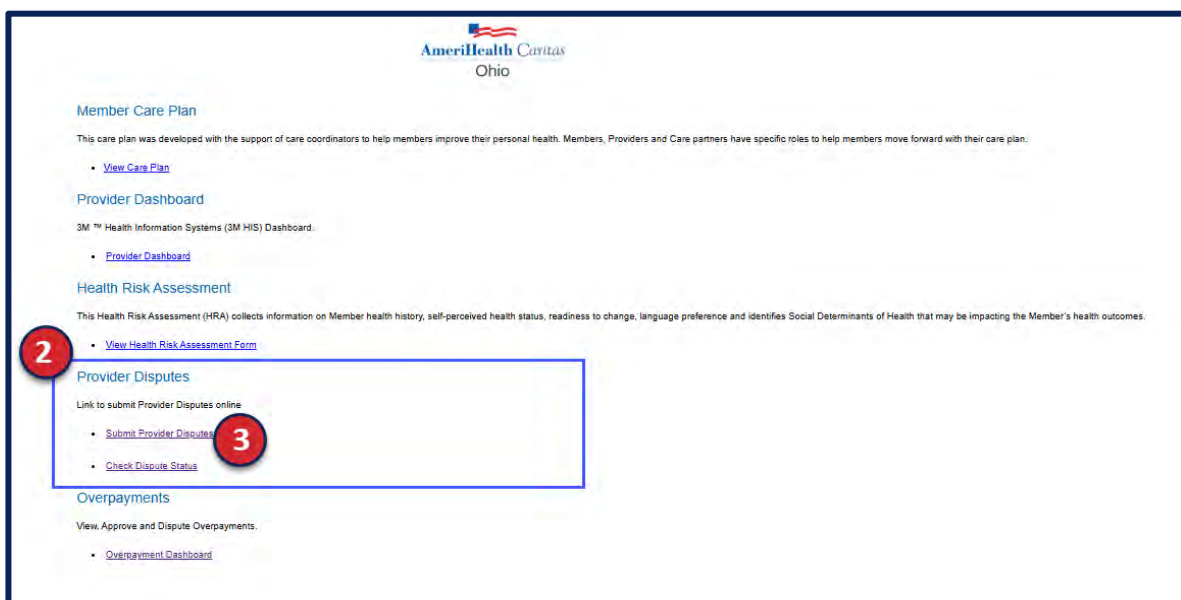 AmeriHealth Caritas
Ohio
Member Care Plan
This care plan was developed with the support of care coordinators to help members improve their personal health. Members, Providers and Care partners have specific roles to help members move forward with their care plan.
• View Care Plan
Provider Dashboard
3M ™ Health Information Systems (3M HIS) Dashboard.
• Provider Dashboard
Health Risk Assessment
This Health Risk Assessment (HRA) collects information on Member health history, self-perceived health status, readiness to change, language preference and identifies Social Determinants of Health that may be impacting the Member's health outcomes.
• View Health Risk Assessment Form
2
Provider Disputes
Link to submit Provider Disputes online
• Submit Provider Disputes
3
• Check Dispute Status
Overpayments
View, Approve and Dispute Overpayments.
• Overpayment Dashboard